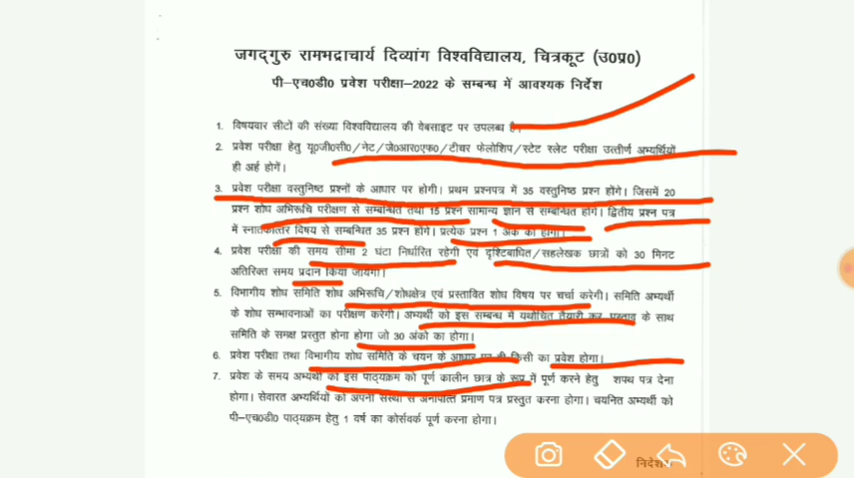 जगद्गुरु रामभद्राचार्य दिव्यांग विश्वविद्यालय, चित्रकूट (उ0प्र0)
पी-एच0डी0 प्रवेश परीक्षा-2022 के सम्बन्ध में आवश्यक निर्देश
1. विषयवार सीटों की संख्या विश्वविद्यालय की वेबसाइट पर उपलब्ध है।
2. प्रवेश परीक्षा हेतु यू0जी0सी0/नेट/जे0आर0एफ0/टीचर फेलोशिप/स्टेट स्लेट परीक्षा उत्तीर्ण अभ्यर्थियों
ही अर्ह होगें।
3. प्रवेश परीक्षा वस्तुनिष्ठ प्रश्नों के आधार पर होगी। प्रथम प्रश्नपत्र में 35 वस्तुनिष्ठ प्रश्न होंगे। जिसमें 20
प्रश्न शोध अभिरूचि परीक्षण से सम्बन्धित तथा 15 प्रश्न सामान्य ज्ञान से सम्बन्धित होंगे। द्वितीय प्रश्न पत्र
में स्नातकोत्तर विषय से सम्बन्धित 35 प्रश्न होंगे। प्रत्येक प्रश्न 1 अंक का होगा।
4. प्रवेश परीक्षा की समय सीमा 2 घंटा निर्धारित रहेगी एवं दृष्टिबाधित/सहलेखक छात्रों को 30 मिनट
अतिरिक्त समय प्रदान किया जायेगा।
5. विभागीय शोध समिति शोध अभिरूचि/शोधक्षेत्र एवं प्रस्तावित शोध विषय पर चर्चा करेगी। समिति अभ्यर्थी
के शोध सम्भावनाओं का परीक्षण करेगी। अभ्यर्थी को इस सम्बन्ध में यथोचित तैयारी कर प्रस्ताव के साथ
समिति के समक्ष प्रस्तुत होना होगा जो 30 अंको का होगा।
6. प्रवेश परीक्षा तथा विभागीय शोध समिति के चयन के आधार पर ही किसी का प्रवेश होगा।
7. प्रवेश के समय अभ्यर्थी को इस पाठ्यक्रम को पूर्ण कालीन छात्र के रूप में पूर्ण करने हेतु शपथ पत्र देना
होगा। सेवारत अभ्यर्थियों को अपनी संस्था से अनापत्ति प्रमाण पत्र प्रस्तुत करना होगा। चयनित अभ्यर्थी को
पी-एच0डी0 पाठ्यक्रम हेतु 1 वर्ष का कोर्सवर्क पूर्ण करना होगा।